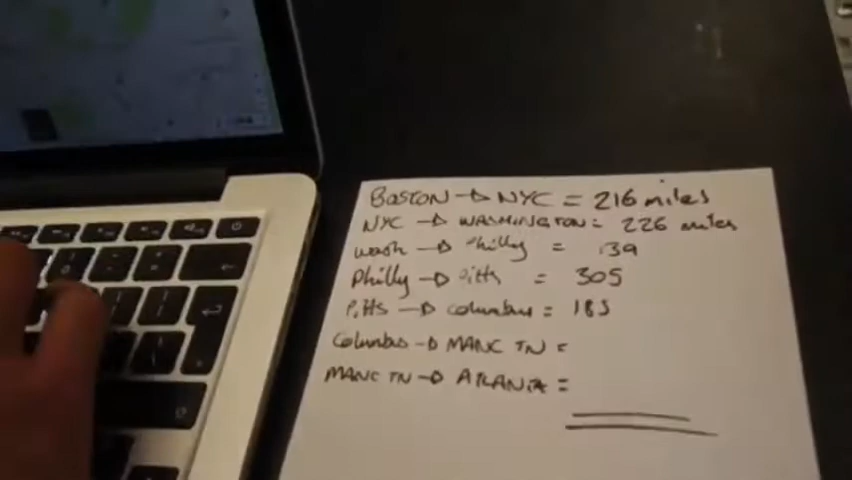 BOSTON → NYC = 216 miles
NYC → WASHINGTON = 226 miles
Wash → Philly = 139
Philly → Pitts = 305
Pitts → Columbus = 185
Columbus → MANC TN =
MANC TN → ATLANTA =